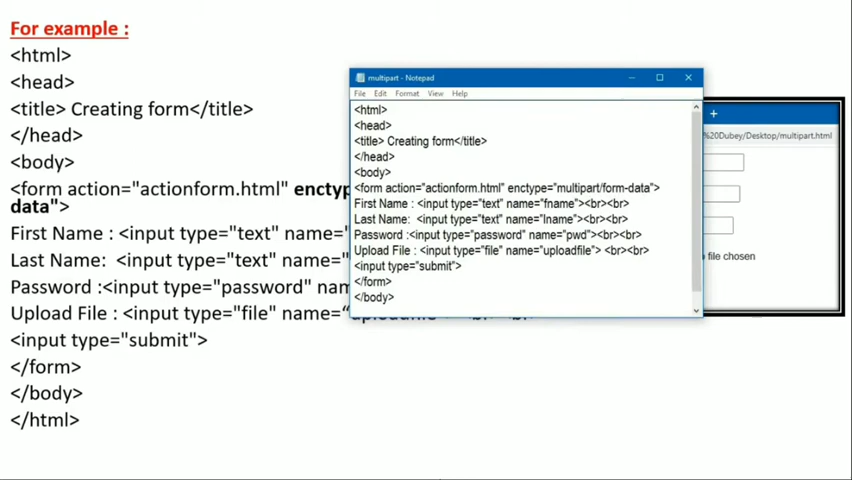 For example :
<html>
<head>
<title> Creating form</title>
</head>
<body>
<form action="actionform.html" enctyp
data">
First Name : <input type="text" name="
Last Name:  <input type="text" name="l
Password :<input type="password" nam
Upload File : <input type="file" name="uploadfile
<input type="submit">
</form>
</body>
</html>
multipart - Notepad
File Edit Format View Help
<html>
<head>
<title> Creating form</title>
</head>
<body>
<form action="actionform.html" enctype="multipart/form-data">
First Name : <input type="text" name="fname"><br><br>
Last Name:  <input type="text" name="lname"><br><br>
Password :<input type="password" name="pwd"><br><br>
Upload File : <input type="file" name="uploadfile"> <br><br>
<input type="submit">
</form>
</body>
%20Dubey/Desktop/multipart.html
file chosen